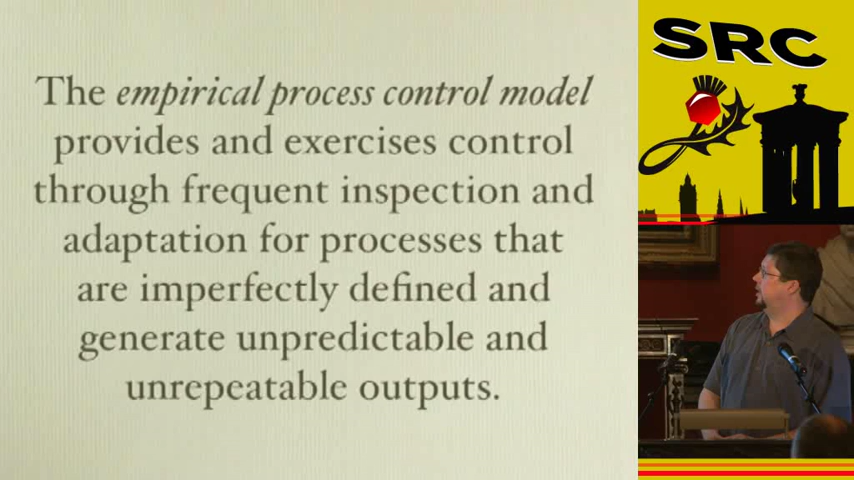 The empirical process control model
provides and exercises control
through frequent inspection and
adaptation for processes that
are imperfectly defined and
generate unpredictable and
unrepeatable outputs.
SRC